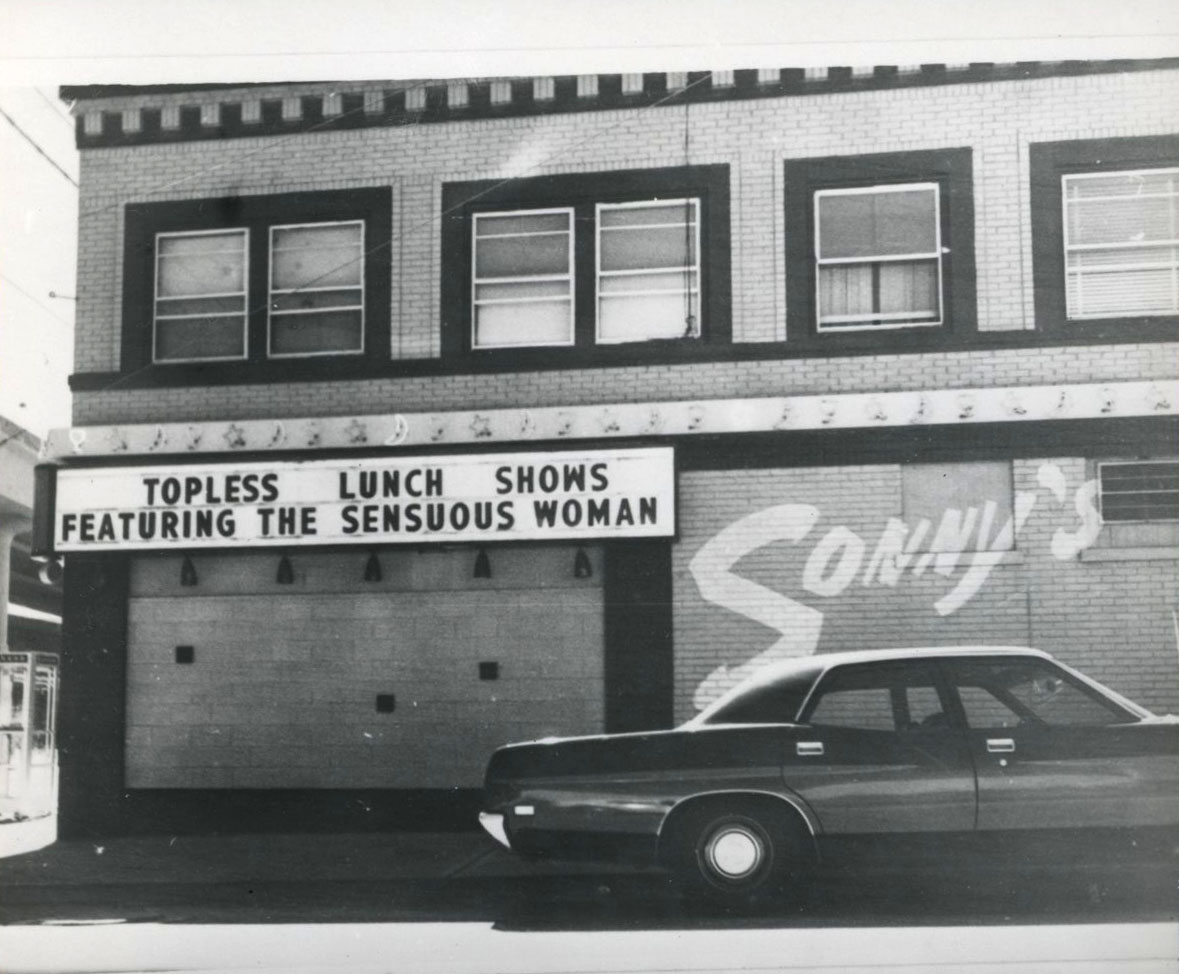 TOPLESS LUNCH SHOWS
FEATURING THE SENSUOUS WOMAN
SONNY'S